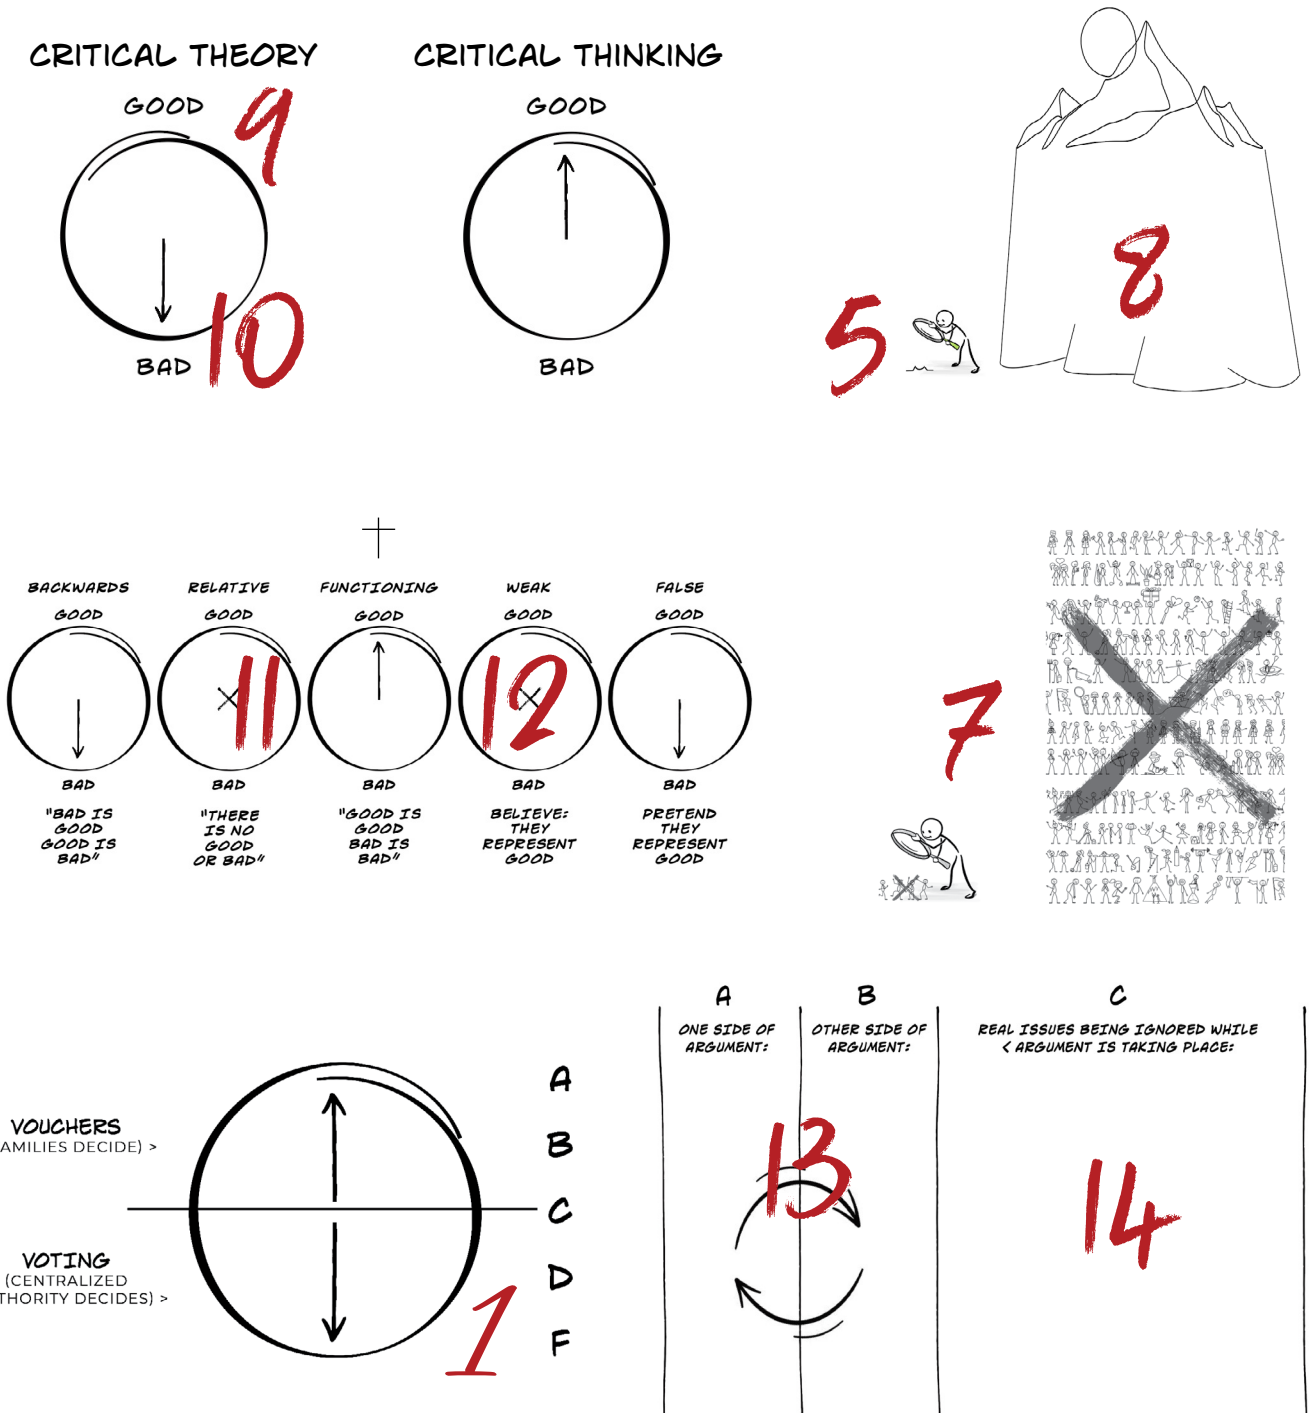 CRITICAL THEORY
GOOD
9
10
BAD
CRITICAL THINKING
GOOD
BAD
5
8
BACKWARDS
GOOD
BAD
"BAD IS
GOOD
GOOD IS
BAD"
RELATIVE
GOOD
11
BAD
"THERE
IS NO
GOOD
OR BAD"
FUNCTIONING
GOOD
BAD
"GOOD IS
GOOD
BAD IS
BAD"
WEAK
GOOD
12
BAD
BELIEVE:
THEY
REPRESENT
GOOD
FALSE
GOOD
BAD
PRETEND
THEY
REPRESENT
GOOD
7
VOUCHERS
AMILIES DECIDE) >
VOTING
(CENTRALIZED
THORITY DECIDES) >
A
B
C
D
F
1
A
ONE SIDE OF
ARGUMENT:
B
OTHER SIDE OF
ARGUMENT:
13
C
REAL ISSUES BEING IGNORED WHILE
< ARGUMENT IS TAKING PLACE:
14